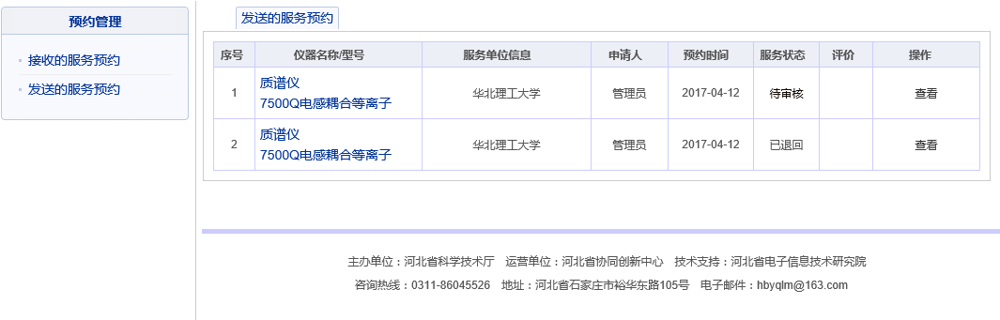 预约管理
接收的服务预约
发送的服务预约
发送的服务预约
序号 仪器名称/型号 服务单位信息 申请人 预约时间 服务状态 评价 操作
1 质谱仪 7500Q电感耦合等离子 华北理工大学 管理员 2017-04-12 待审核 查看
2 质谱仪 7500Q电感耦合等离子 华北理工大学 管理员 2017-04-12 已退回 查看
主办单位：河北省科学技术厅 运营单位：河北省协同创新中心 技术支持：河北省电子信息技术研究院
咨询热线：0311-86045526 地址：河北省石家庄市裕华东路105号 电子邮件：hbyqlm@163.com